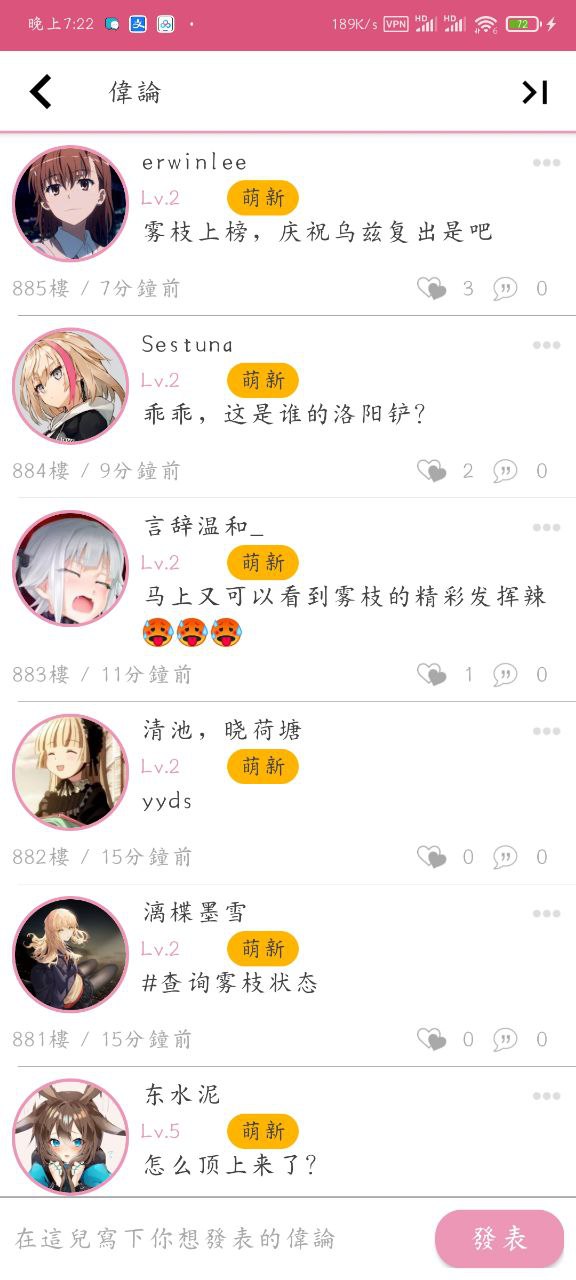 晚上7:22
189K/s VPN HD HD 6 72
偉論
erwinlee
Lv.2 萌新
雾枝上榜，庆祝乌兹复出是吧
885樓 / 7分鐘前 3 0
Sestuna
Lv.2 萌新
乖乖，这是谁的洛阳铲？
884樓 / 9分鐘前 2 0
言辞温和_
Lv.2 萌新
马上又可以看到雾枝的精彩发挥辣
🥵🥵🥵
883樓 / 11分鐘前 1 0
清池，晓荷塘
Lv.2 萌新
yyds
882樓 / 15分鐘前 0 0
漓楪墨雪
Lv.2 萌新
#查询雾枝状态
881樓 / 15分鐘前 0 0
东水泥
Lv.5 萌新
怎么顶上来了？
在這兒寫下你想發表的偉論 發表